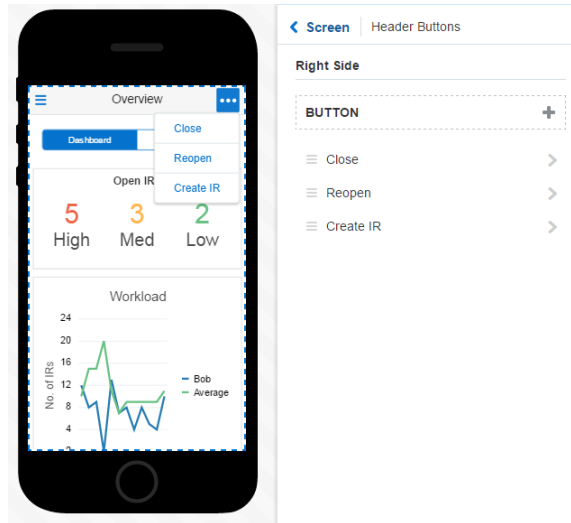 Overview
Dashboard
Close
Reopen
Create IR
Open IR
5
3
2
High
Med
Low
Workload
24
20
16
12
8
4
No. of IRs
Bob
Average
Screen
Header Buttons
Right Side
BUTTON
Close
Reopen
Create IR